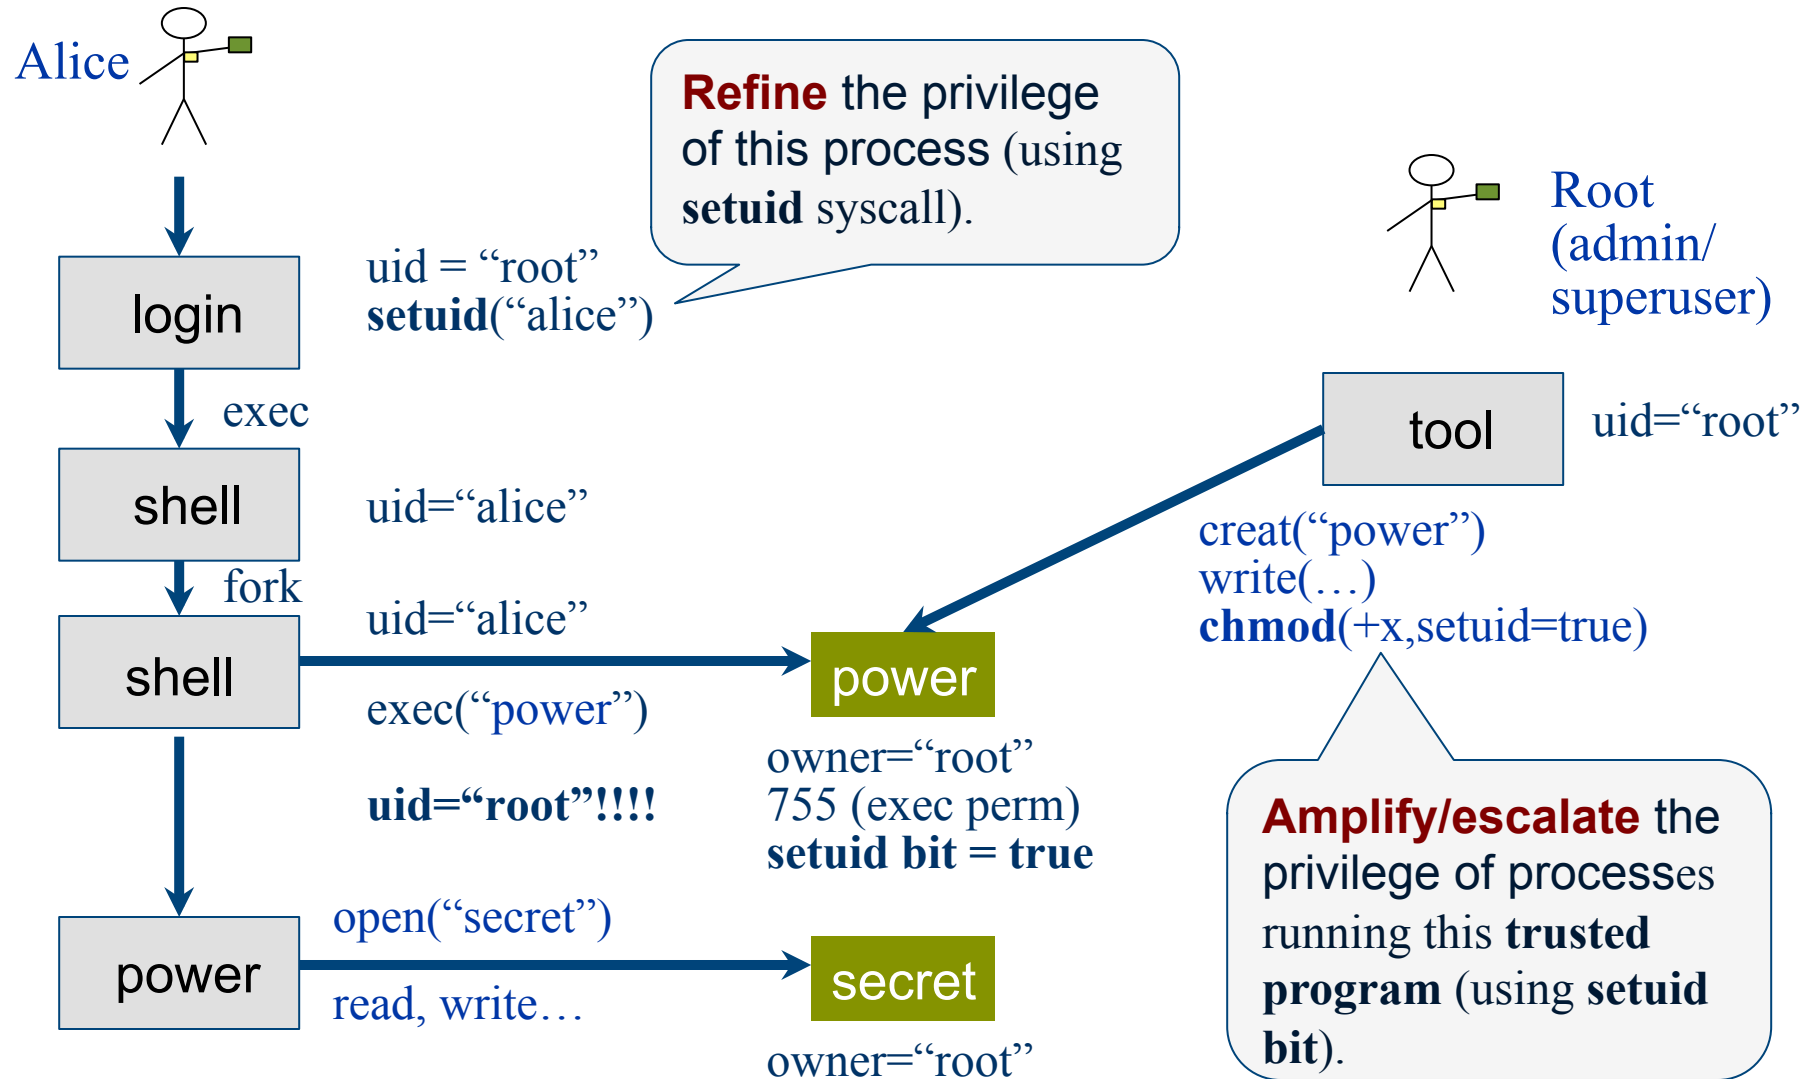 Alice
Refine the privilege
of this process (using
setuid syscall).
Root
(admin/
superuser)
login
uid = “root”
setuid(“alice”)
exec
tool
uid=“root”
shell
uid=“alice”
creat(“power”)
write(…)
chmod(+x,setuid=true)
fork
uid=“alice”
shell
power
exec(“power”)
uid=“root”!!!!
owner=“root”
755 (exec perm)
setuid bit = true
Amplify/escalate the
privilege of processes
running this trusted
program (using setuid
bit).
power
open(“secret”)
read, write…
secret
owner=“root”